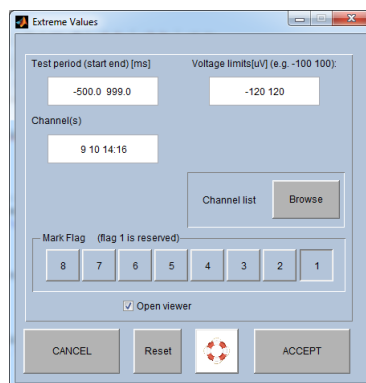 Extreme Values
Test period (start end) [ms]
Voltage limits[uV] (e.g. -100 100):
-500.0 999.0
-120 120
Channel(s)
9 10 14:16
Channel list
Browse
Mark Flag (flag 1 is reserved)
8 7 6 5 4 3 2 1
Open viewer
CANCEL
Reset
ACCEPT